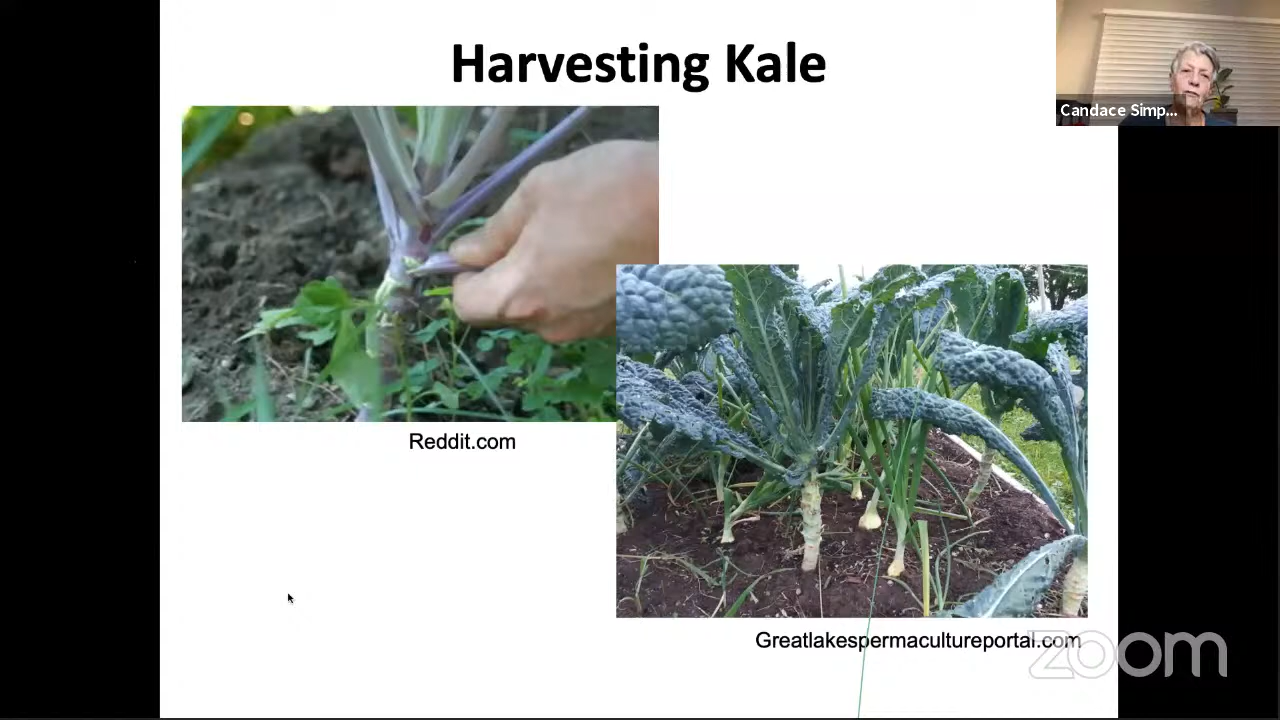 Harvesting Kale
Candace Simp...
Reddit.com
Greatlakespermacultureportal.com
zoom